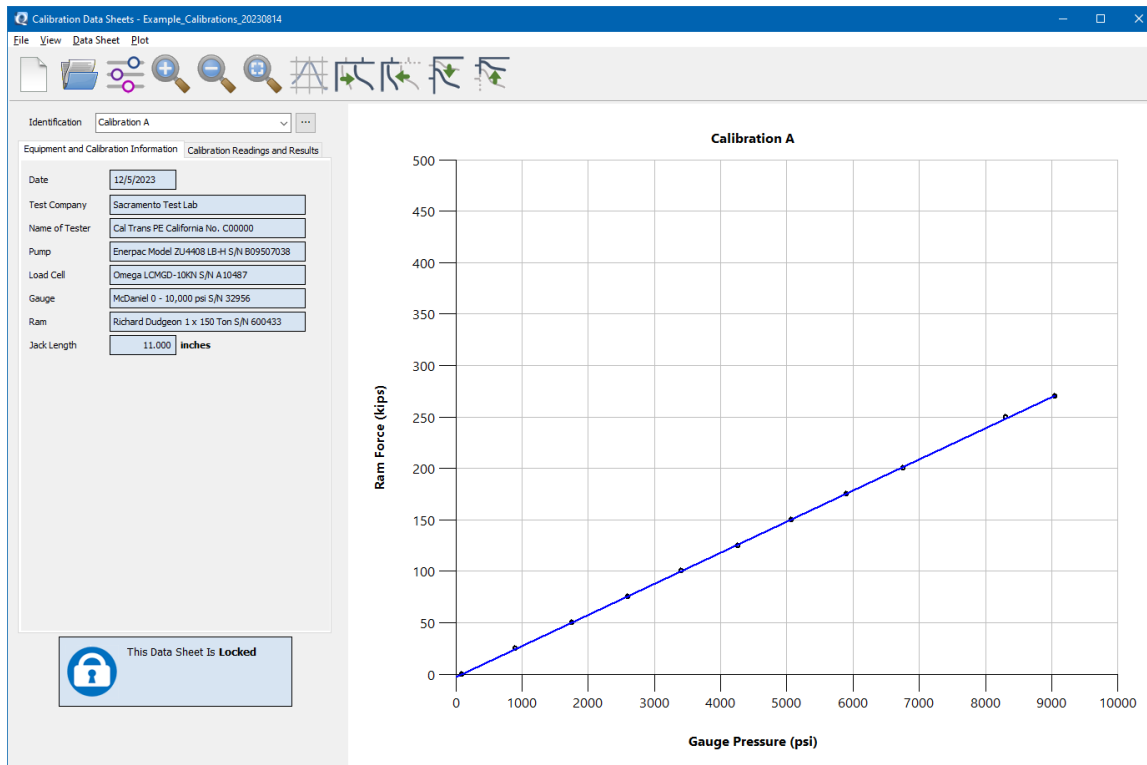 Calibration Data Sheets - Example_Calibrations_20230814
File View Data Sheet Plot
Identification Calibration A ...
Equipment and Calibration Information Calibration Readings and Results
Date 12/5/2023
Test Company Sacramento Test Lab
Name of Tester Cal Trans PE California No. C00000
Pump Enerpac Model ZU4408 LB-H S/N B09507038
Load Cell Omega LCMGD-10KN S/N A10487
Gauge McDaniel 0 - 10,000 psi S/N 32956
Ram Richard Dudgeon 1 x 150 Ton S/N 600433
Jack Length 11.000 inches
This Data Sheet Is Locked
Calibration A
500
450
400
350
300
250
200
150
100
50
0
Ram Force (kips)
0 1000 2000 3000 4000 5000 6000 7000 8000 9000 10000
Gauge Pressure (psi)